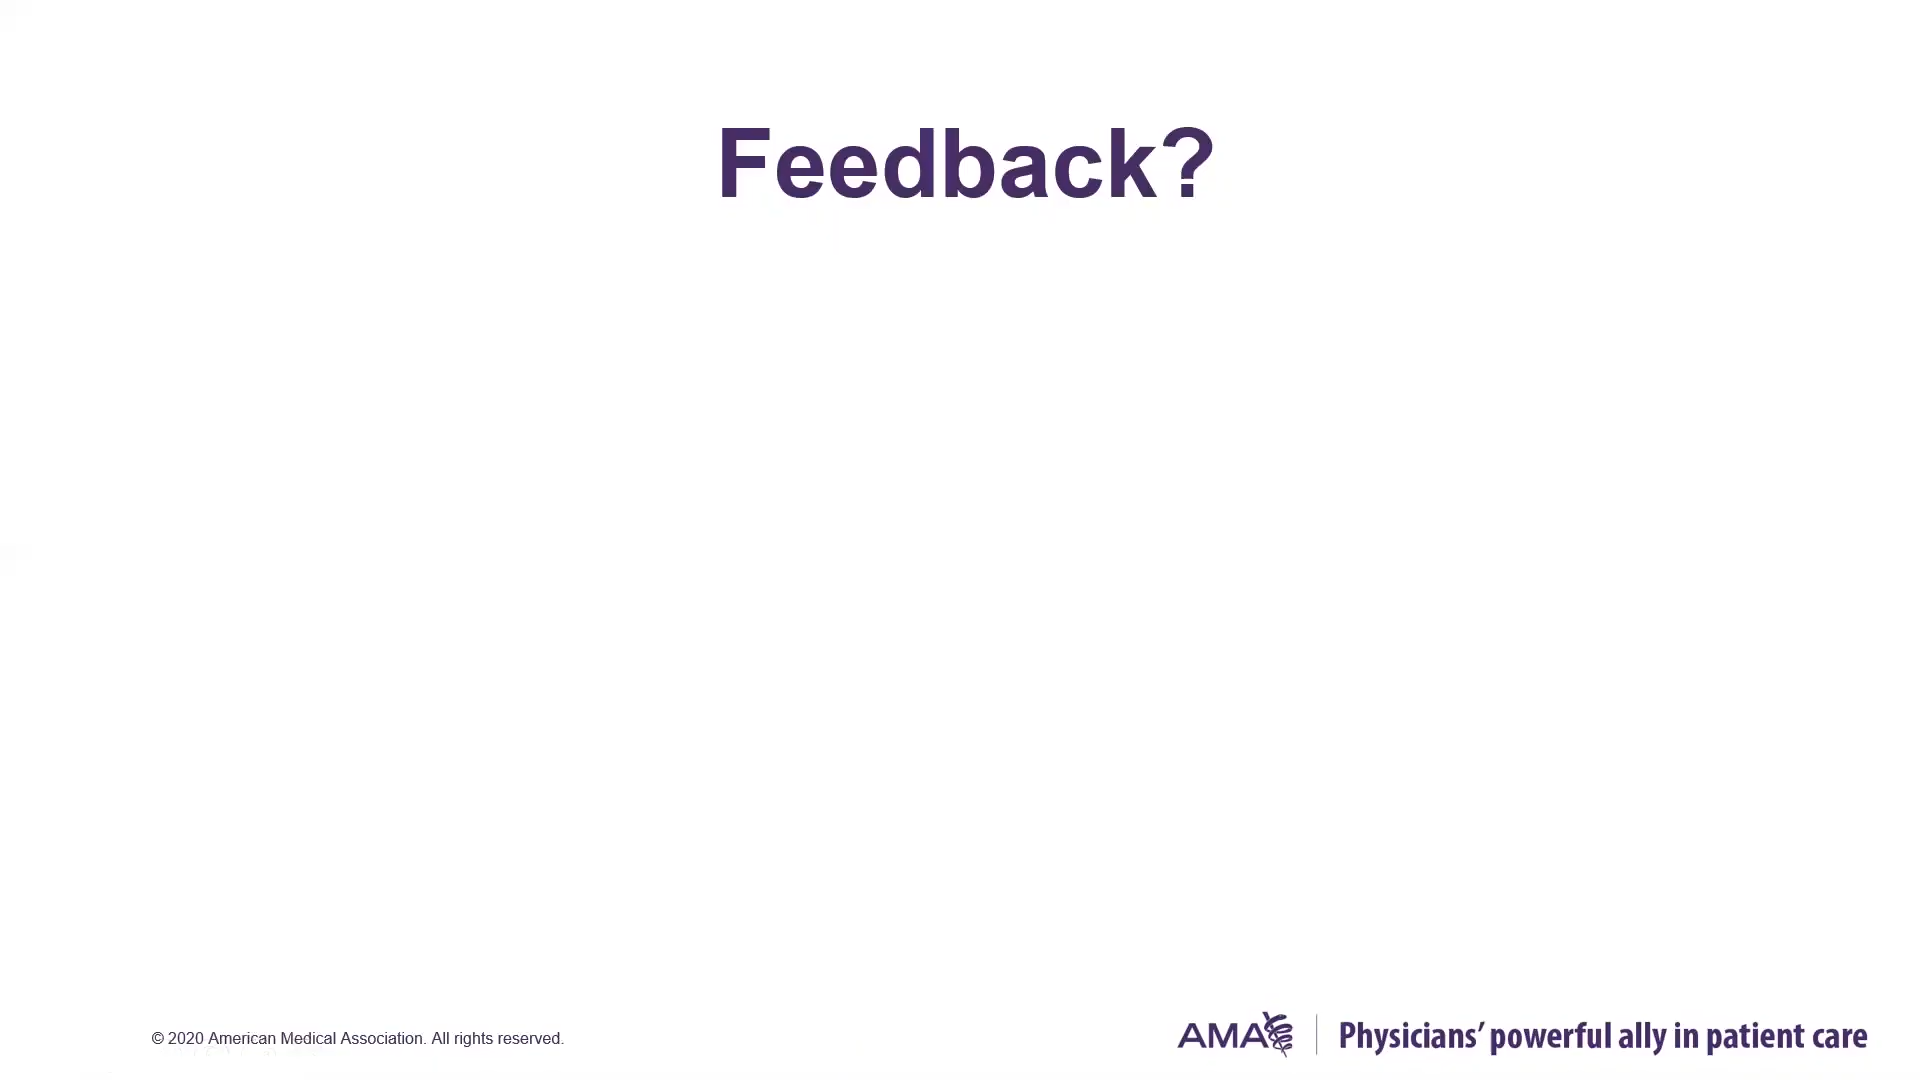 Feedback?
© 2020 American Medical Association. All rights reserved.
AMA
Physicians’ powerful ally in patient care